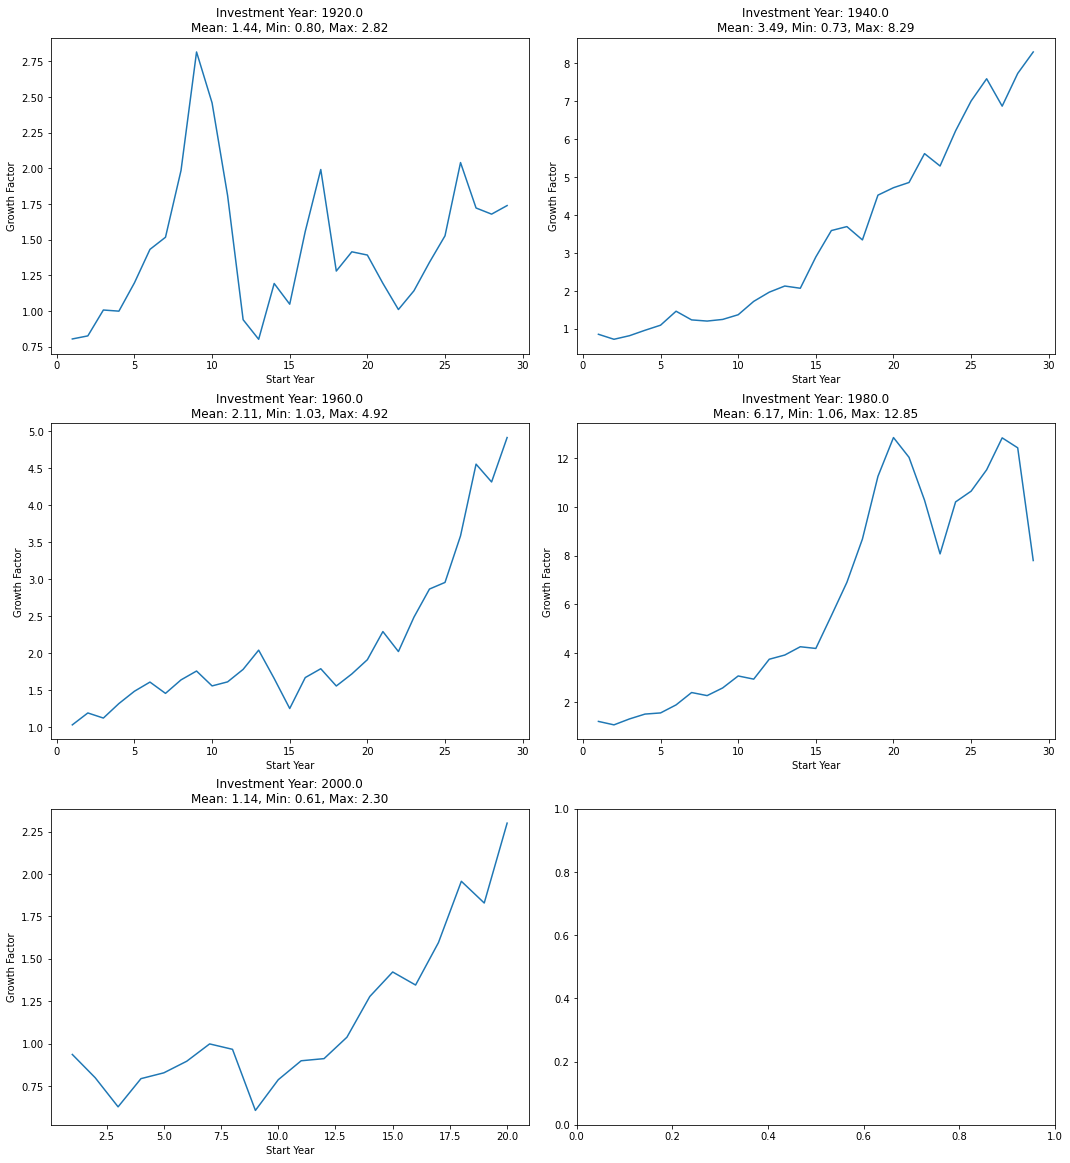 Investment Year: 1920.0
Mean: 1.44, Min: 0.80, Max: 2.82
2.75
2.50
2.25
2.00
1.75
1.50
1.25
1.00
0.75
Growth Factor
0 5 10 15 20 25 30
Start Year
Investment Year: 1940.0
Mean: 3.49, Min: 0.73, Max: 8.29
8
7
6
5
4
3
2
1
Growth Factor
0 5 10 15 20 25 30
Start Year
Investment Year: 1960.0
Mean: 2.11, Min: 1.03, Max: 4.92
5.0
4.5
4.0
3.5
3.0
2.5
2.0
1.5
1.0
Growth Factor
0 5 10 15 20 25 30
Start Year
Investment Year: 1980.0
Mean: 6.17, Min: 1.06, Max: 12.85
12
10
8
6
4
2
Growth Factor
0 5 10 15 20 25 30
Start Year
Investment Year: 2000.0
Mean: 1.14, Min: 0.61, Max: 2.30
2.25
2.00
1.75
1.50
1.25
1.00
0.75
Growth Factor
2.5 5.0 7.5 10.0 12.5 15.0 17.5 20.0
Start Year
1.0
0.8
0.6
0.4
0.2
0.0
0.0 0.2 0.4 0.6 0.8 1.0